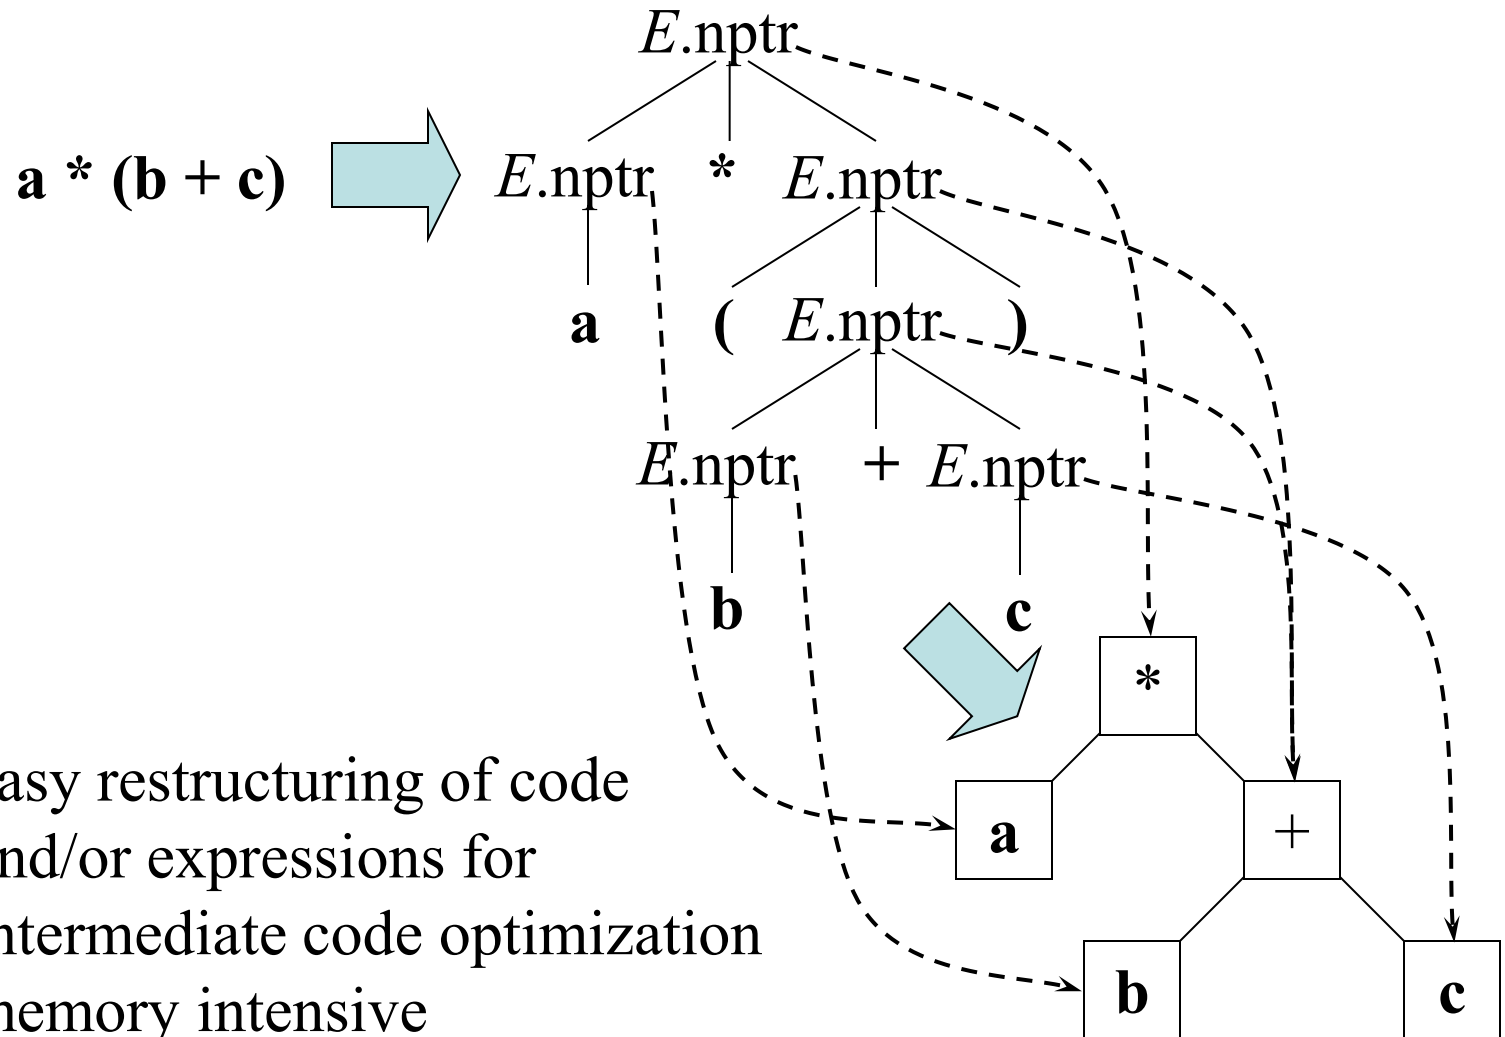 E.nptr
a * (b + c)
E.nptr * E.nptr
a ( E.nptr )
E.nptr + E.nptr
b c
*
a +
b c
asy restructuring of code
nd/or expressions for
ntermediate code optimization
nemory intensive